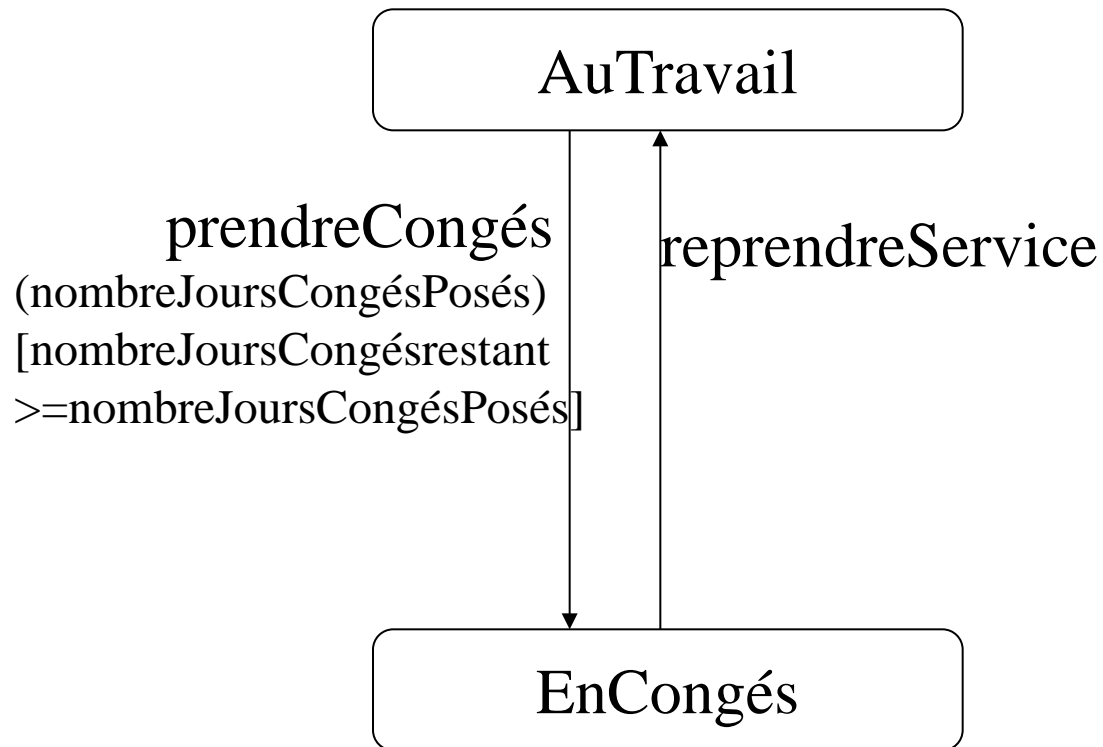 AuTravail
prendreCongés
(nombreJoursCongésPosés)
[nombreJoursCongésrestant
>=nombreJoursCongésPosés]
reprendreService
EnCongés